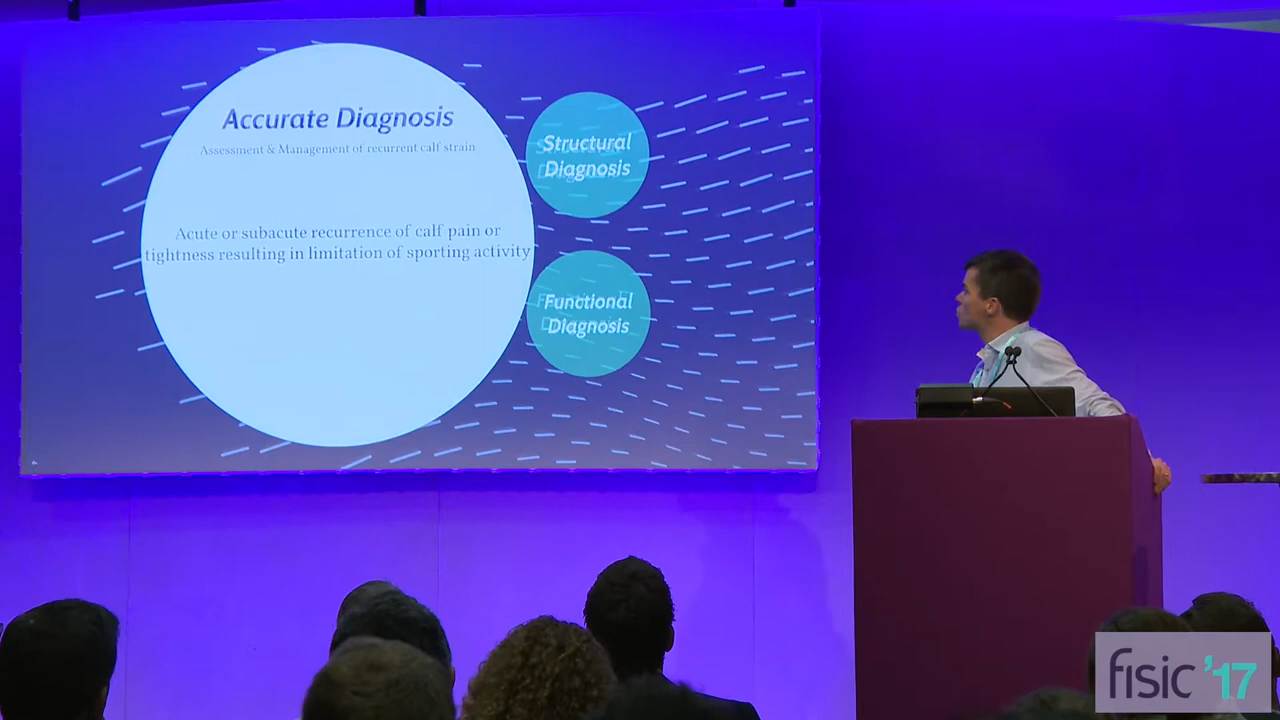 Accurate Diagnosis
Assessment & Management of recurrent calf strain
Acute or subacute recurrence of calf pain or
tightness resulting in limitation of sporting activity
Structural
Diagnosis
Functional
Diagnosis
fisic '17